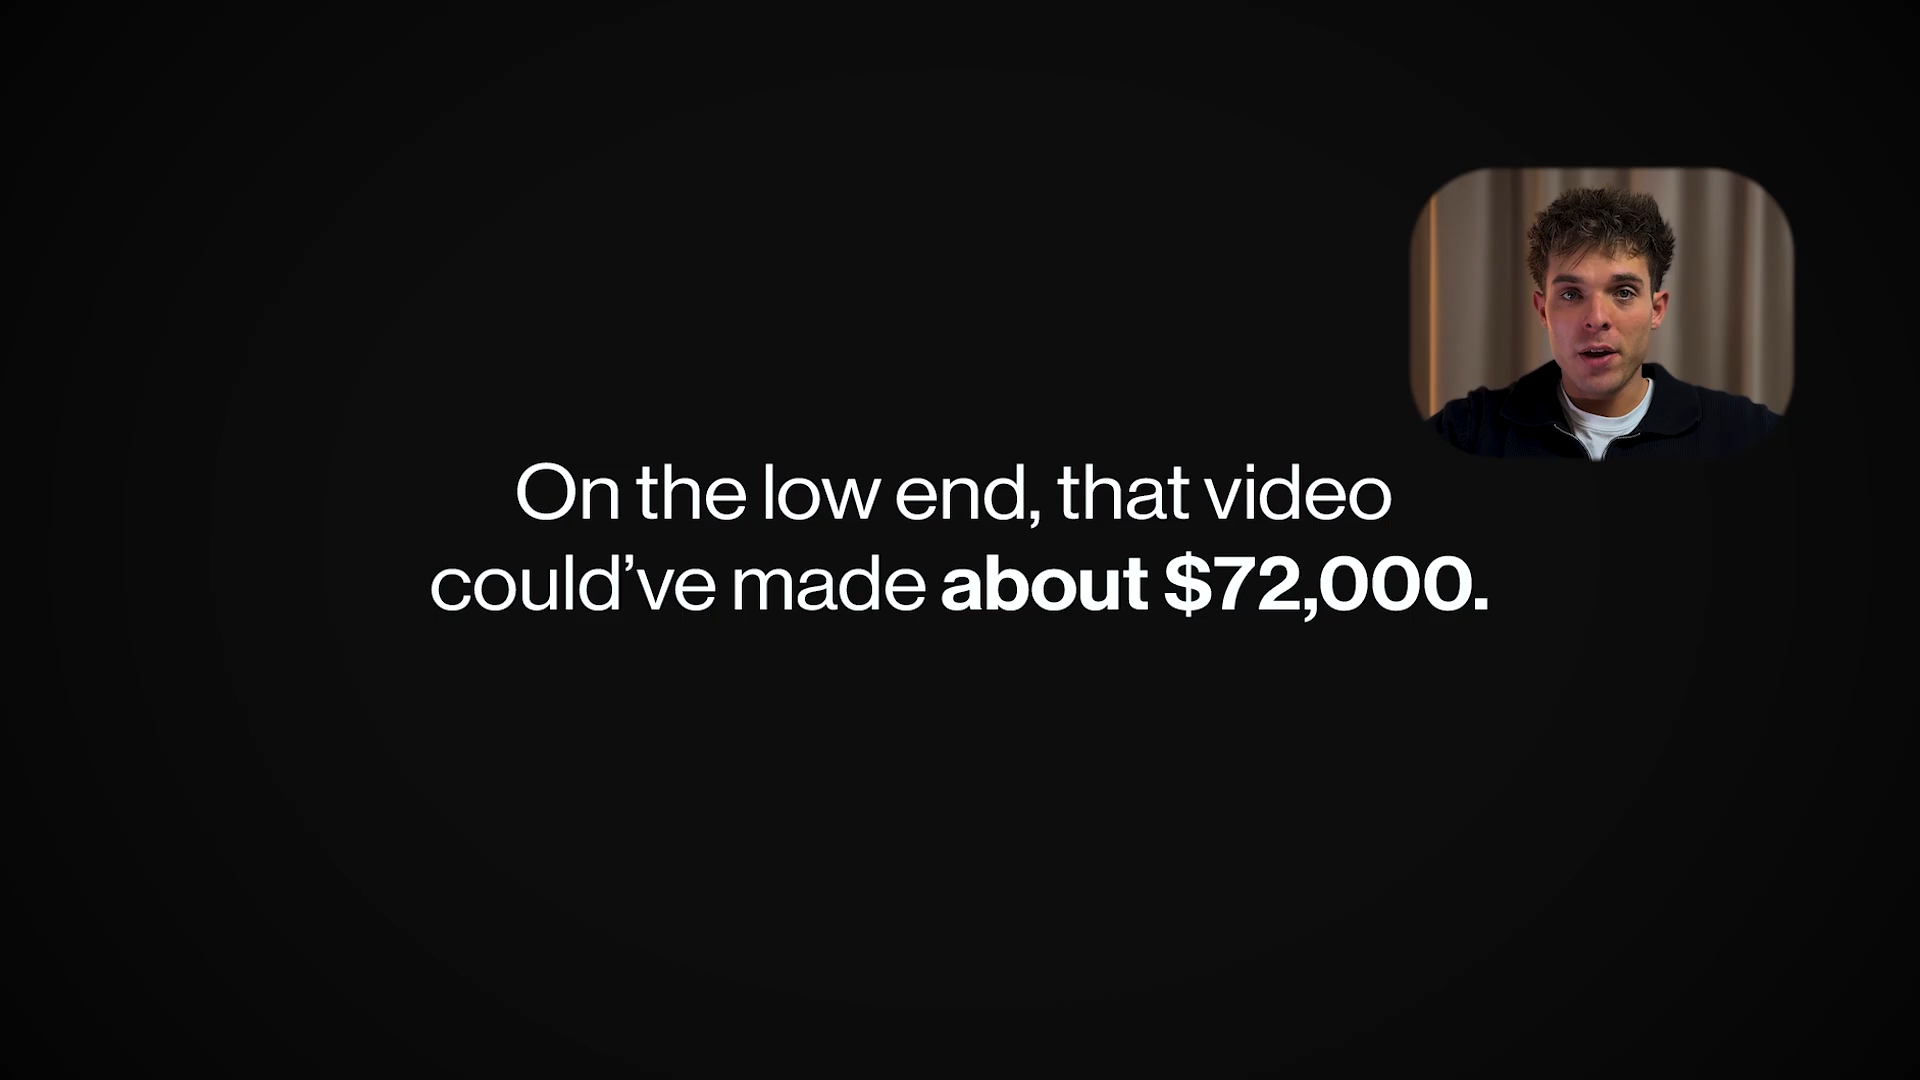 On the low end, that video
could’ve made about $72,000.